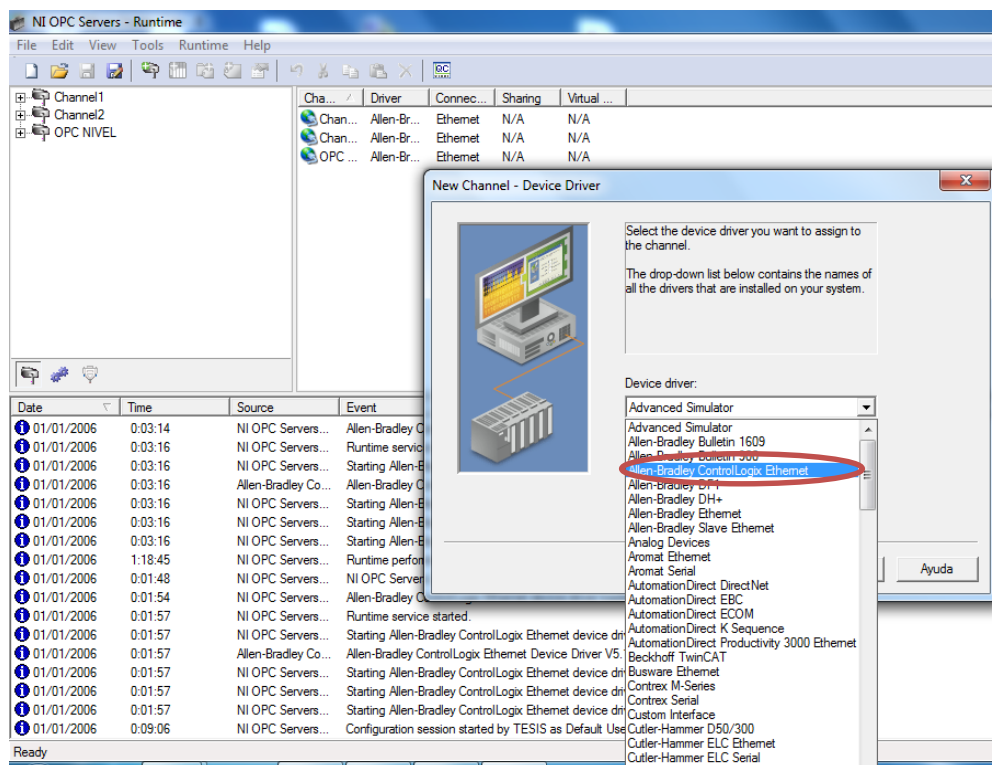 NI OPC Servers - Runtime
File Edit View Tools Runtime Help
Channel1
Channel2
OPC NIVEL
Cha... Driver Connec... Sharing Virtual ...
Chan... Allen-Br... Ethernet N/A N/A
Chan... Allen-Br... Ethernet N/A N/A
OPC ... Allen-Br... Ethernet N/A N/A
New Channel - Device Driver
Select the device driver you want to assign to
the channel.
The drop-down list below contains the names of
all the drivers that are installed on your system.
Device driver:
Advanced Simulator
Advanced Simulator
Allen-Bradley Bulletin 1609
Allen-Bradley Bulletin 900
Allen-Bradley ControlLogix Ethernet
Allen-Bradley DF1
Allen-Bradley DH+
Allen-Bradley Ethernet
Allen-Bradley Slave Ethernet
Analog Devices
Aromat Ethernet
Aromat Serial
AutomationDirect DirectNet
AutomationDirect EBC
AutomationDirect ECOM
AutomationDirect K Sequence
AutomationDirect Productivity 3000 Ethernet
Beckhoff TwinCAT
Busware Ethernet
Contrex M-Series
Contrex Serial
Custom Interface
Cutler-Hammer D50/300
Cutler-Hammer ELC Ethernet
Cutler-Hammer ELC Serial
Ayuda
Date Time Source Event
01/01/2006 0:03:14 NI OPC Servers... Allen-Bradley
01/01/2006 0:03:16 NI OPC Servers... Runtime servic
01/01/2006 0:03:16 NI OPC Servers... Starting Allen-
01/01/2006 0:03:16 Allen-Bradley Co... Allen-Bradley
01/01/2006 0:03:16 NI OPC Servers... Starting Allen-
01/01/2006 0:03:16 NI OPC Servers... Starting Allen-
01/01/2006 0:03:16 NI OPC Servers... Starting Allen-
01/01/2006 1:18:45 NI OPC Servers... Runtime perfon
01/01/2006 0:01:48 NI OPC Servers... NI OPC Server
01/01/2006 0:01:54 NI OPC Servers... Allen-Bradley
01/01/2006 0:01:57 NI OPC Servers... Runtime service started.
01/01/2006 0:01:57 NI OPC Servers... Starting Allen-Bradley ControlLogix Ethernet device dri
01/01/2006 0:01:57 Allen-Bradley Co... Allen-Bradley ControlLogix Ethernet Device Driver V5.
01/01/2006 0:01:57 NI OPC Servers... Starting Allen-Bradley ControlLogix Ethernet device dri
01/01/2006 0:01:57 NI OPC Servers... Starting Allen-Bradley ControlLogix Ethernet device dri
01/01/2006 0:01:57 NI OPC Servers... Starting Allen-Bradley ControlLogix Ethernet device dri
01/01/2006 0:09:06 NI OPC Servers... Configuration session started by TESIS as Default Use
Ready